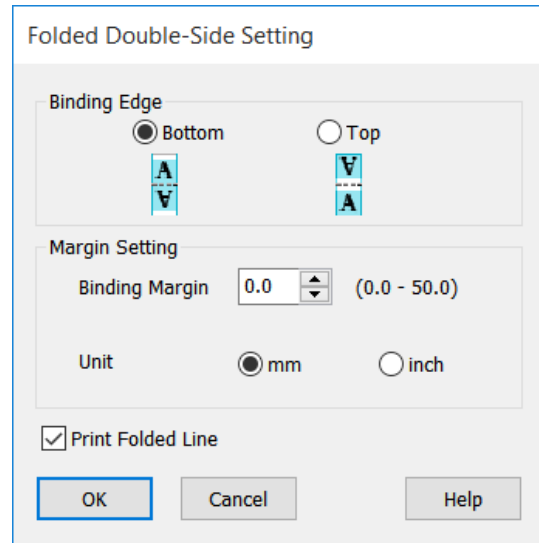 Folded Double-Side Setting
Binding Edge
Bottom Top
A A
A A
Margin Setting
Binding Margin 0.0 (0.0 - 50.0)
Unit mm inch
Print Folded Line
OK Cancel Help